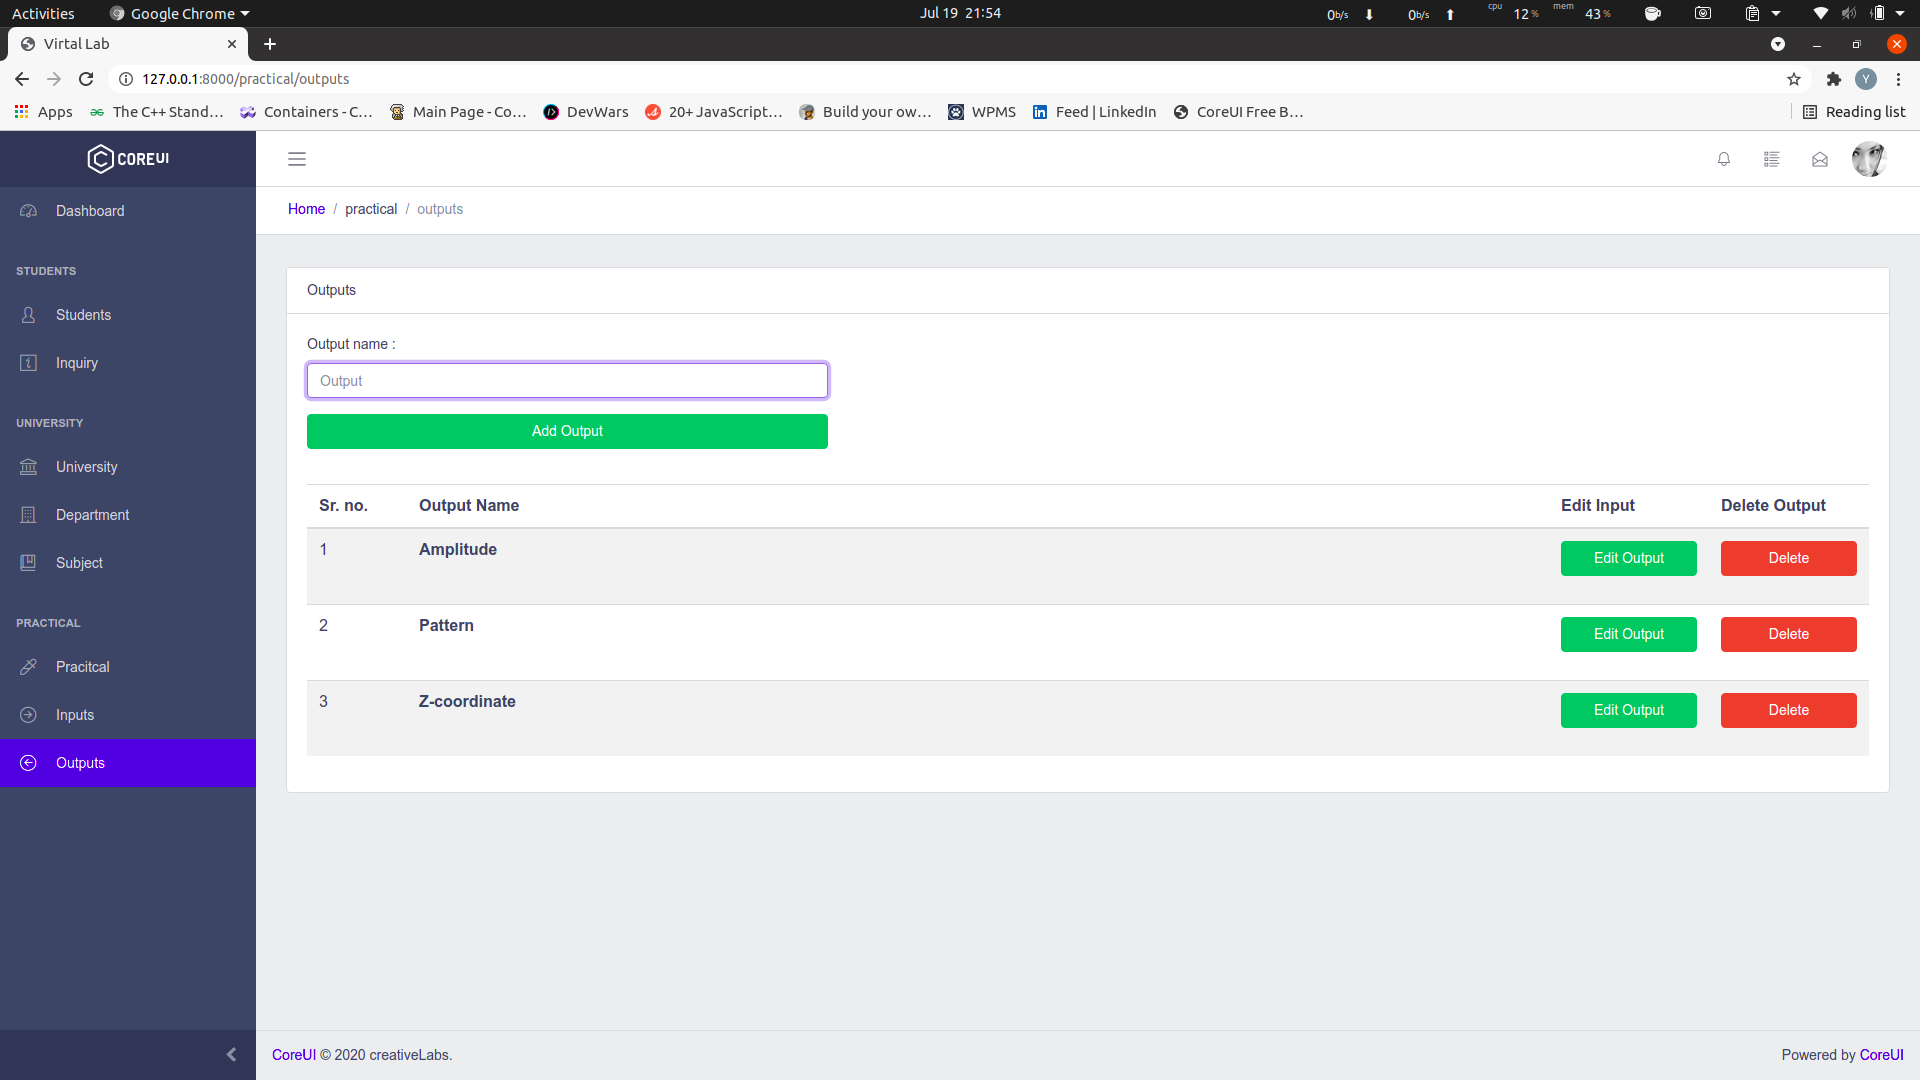 Activities Google Chrome Jul 19 21:54 0b/s 0b/s cpu 12% mem 43%
Virtal Lab
127.0.0.1:8000/practical/outputs Y
Apps The C++ Stand… Containers - C… Main Page - Co… DevWars 20+ JavaScript… Build your ow… WPMS Feed | LinkedIn CoreUI Free B… Reading list
COREUI
Dashboard
STUDENTS
Students
Inquiry
UNIVERSITY
University
Department
Subject
PRACTICAL
Pracitcal
Inputs
Outputs
Home / practical / outputs
Outputs
Output name :
Output
Add Output
Sr. no. Output Name Edit Input Delete Output
1 Amplitude Edit Output Delete
2 Pattern Edit Output Delete
3 Z-coordinate Edit Output Delete
CoreUI © 2020 creativeLabs. Powered by CoreUI